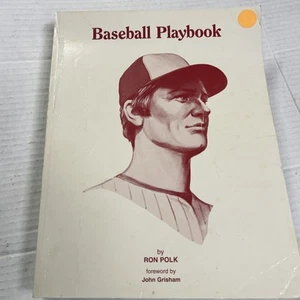 Baseball Playbook
by
RON POLK
foreword by
John Grisham